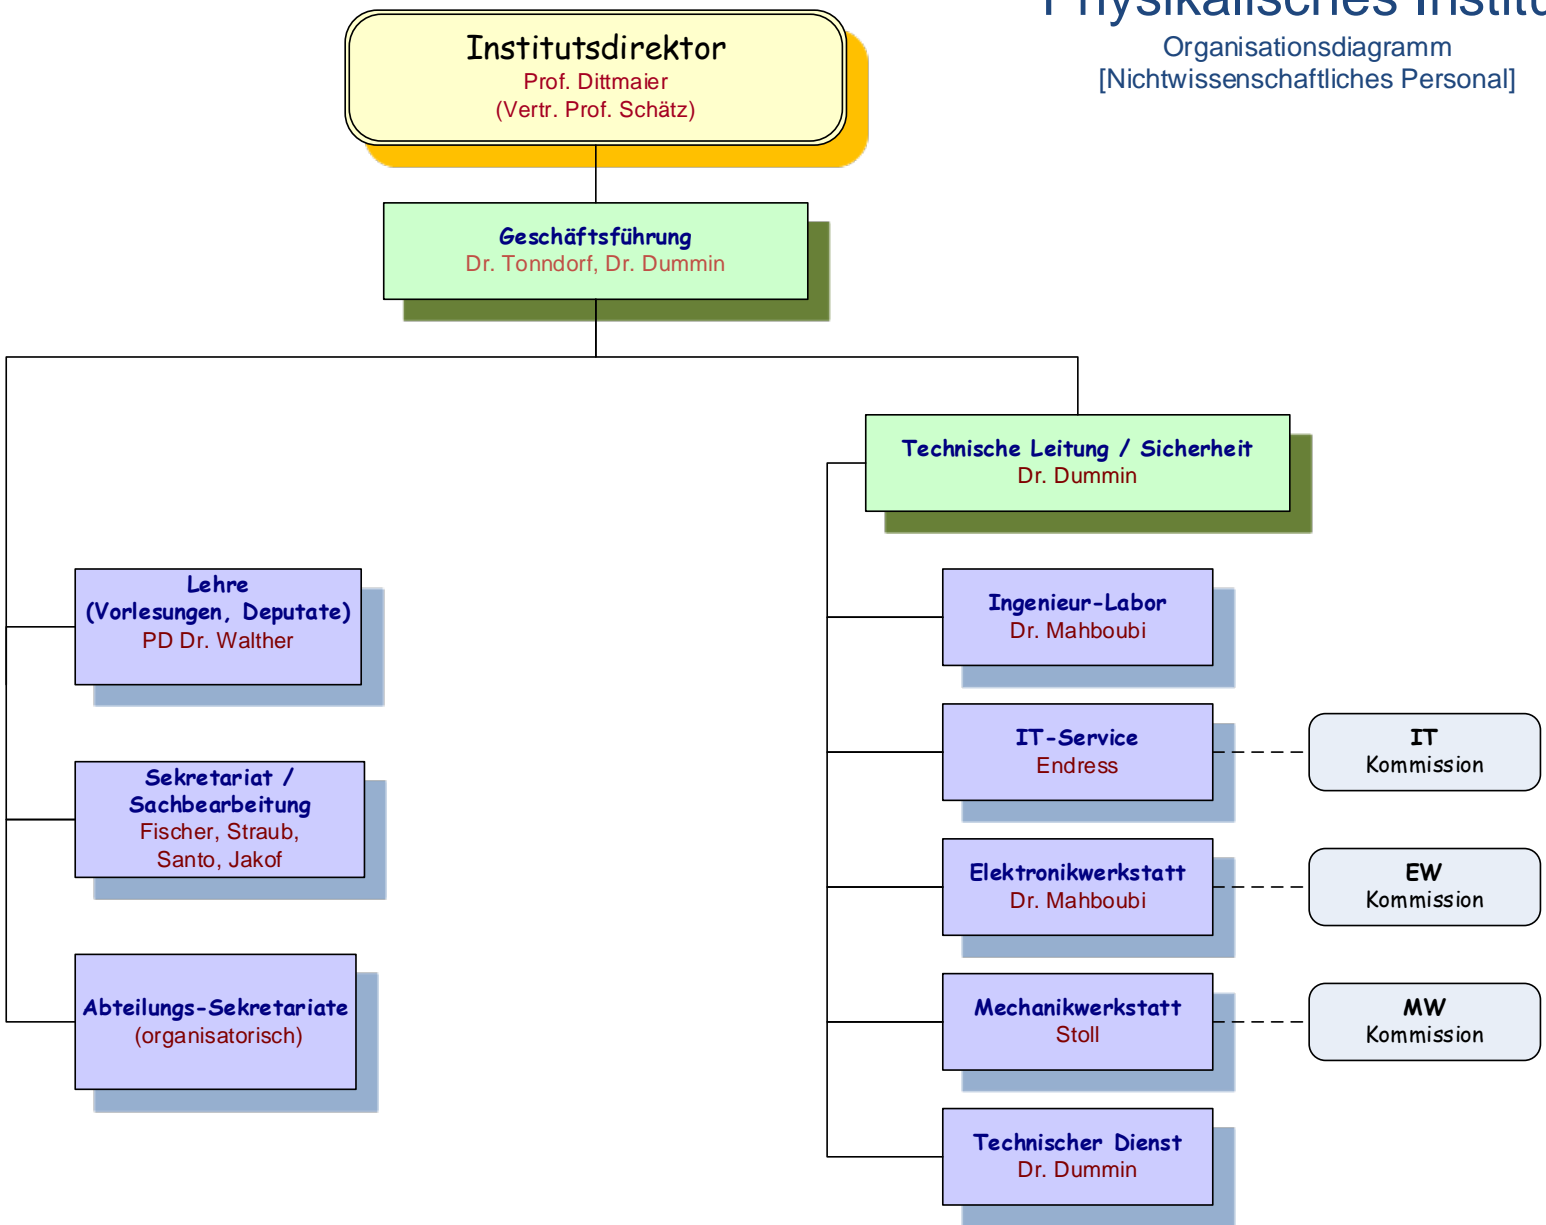 Physikalisches Institu
Organisationsdiagramm
[Nichtwissenschaftliches Personal]
Institutsdirektor
Prof. Dittmaier
(Vertr. Prof. Schätz)
Geschäftsführung
Dr. Tonndorf, Dr. Dummin
Technische Leitung / Sicherheit
Dr. Dummin
Lehre
(Vorlesungen, Deputate)
PD Dr. Walther
Sekretariat /
Sachbearbeitung
Fischer, Straub,
Santo, Jakof
Abteilungs-Sekretariate
(organisatorisch)
Ingenieur-Labor
Dr. Mahboubi
IT-Service
Endress
IT
Kommission
Elektronikwerkstatt
Dr. Mahboubi
EW
Kommission
Mechanikwerkstatt
Stoll
MW
Kommission
Technischer Dienst
Dr. Dummin